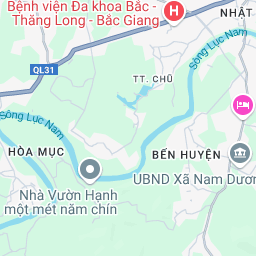 Bệnh viện Đa khoa Bắc -
Thăng Long - Bắc Giang
NHẬT
Sông Lục Nam
QL31
TT. CHŨ
Sông Lục Nam
HÒA MỤC
BẾN HUYỆN
UBND Xã Nam Dươn
Nhà Vườn Hạnh
một mét năm chín